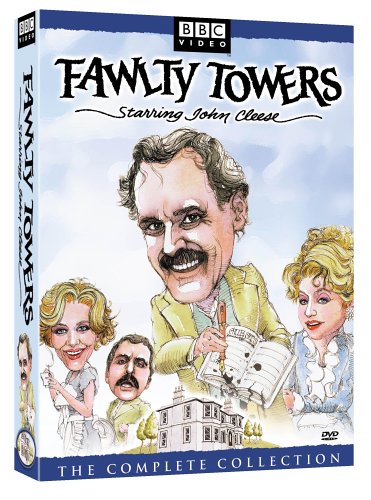 BBC
VIDEO
FAWLTY TOWERS
Starring John Cleese
FAWLTY TOWERS
Starring John Cleese
DVD
THE COMPLETE COLLECTION